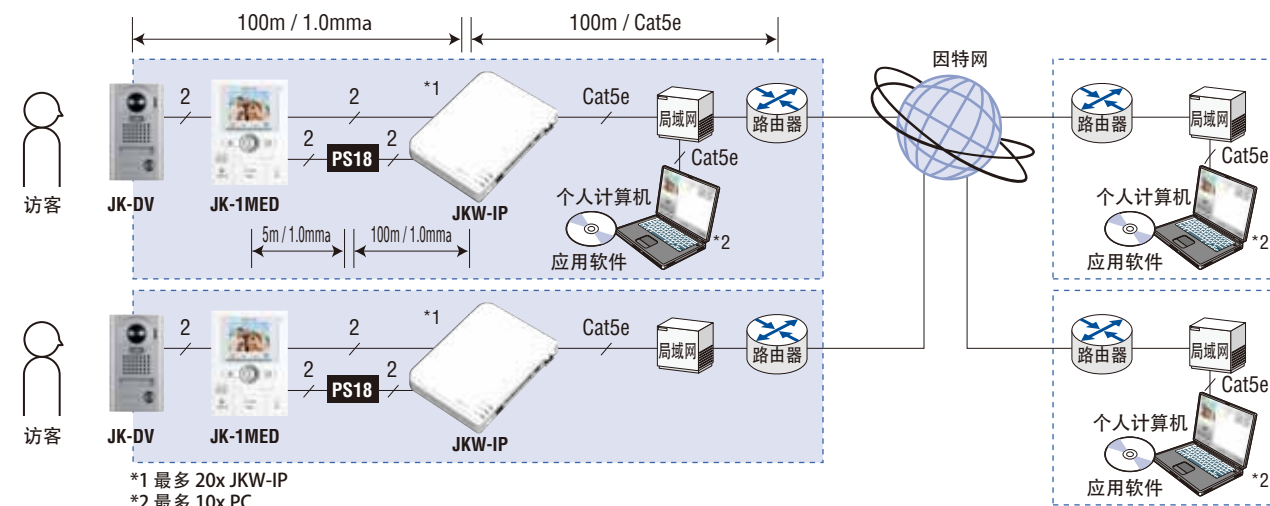 100m / 1.0mma
100m / Cat5e
因特网
2
2
*1
Cat5e
局域网
路由器
路由器
局域网
2
PS18
2
Cat5e
Cat5e
访客
JK-DV
JK-1MED
JKW-IP
个人计算机
*2
应用软件
个人计算机
*2
应用软件
5m / 1.0mma
100m / 1.0mma
2
2
*1
Cat5e
局域网
路由器
路由器
局域网
2
PS18
2
Cat5e
访客
JK-DV
JK-1MED
JKW-IP
个人计算机
*2
应用软件
*1 最多 20x JKW-IP
*2 最多 10x PC